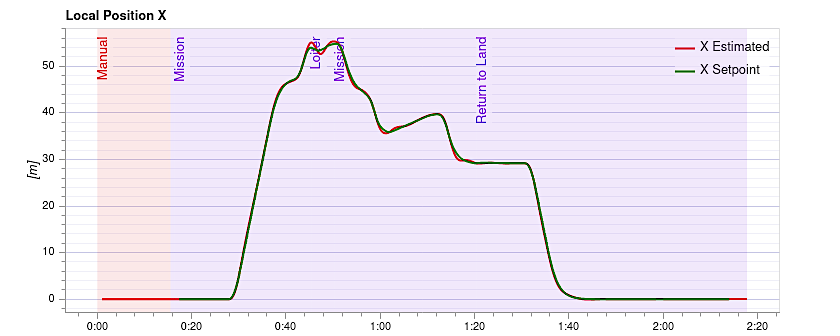 Local Position X
Manual
Mission
Loiter
Mission
Return to Land
X Estimated
X Setpoint
[m]
50
40
30
20
10
0
0:00
0:20
0:40
1:00
1:20
1:40
2:00
2:20